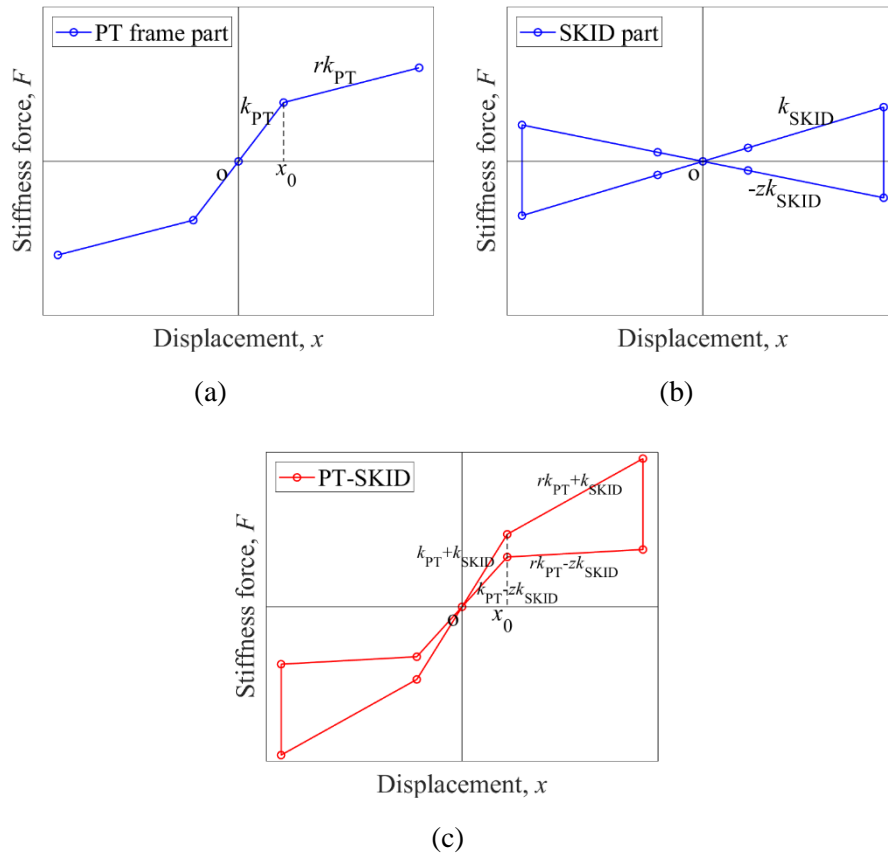 PT frame part
Stiffness force, F
rkPT
kPT
o
x0
Displacement, x
(a)
SKID part
Stiffness force, F
kSKID
o
-zkSKID
Displacement, x
(b)
PT-SKID
Stiffness force, F
rkPT+kSKID
kPT+kSKID
rkPT-zkSKID
kPT-zkSKID
o
x0
Displacement, x
(c)